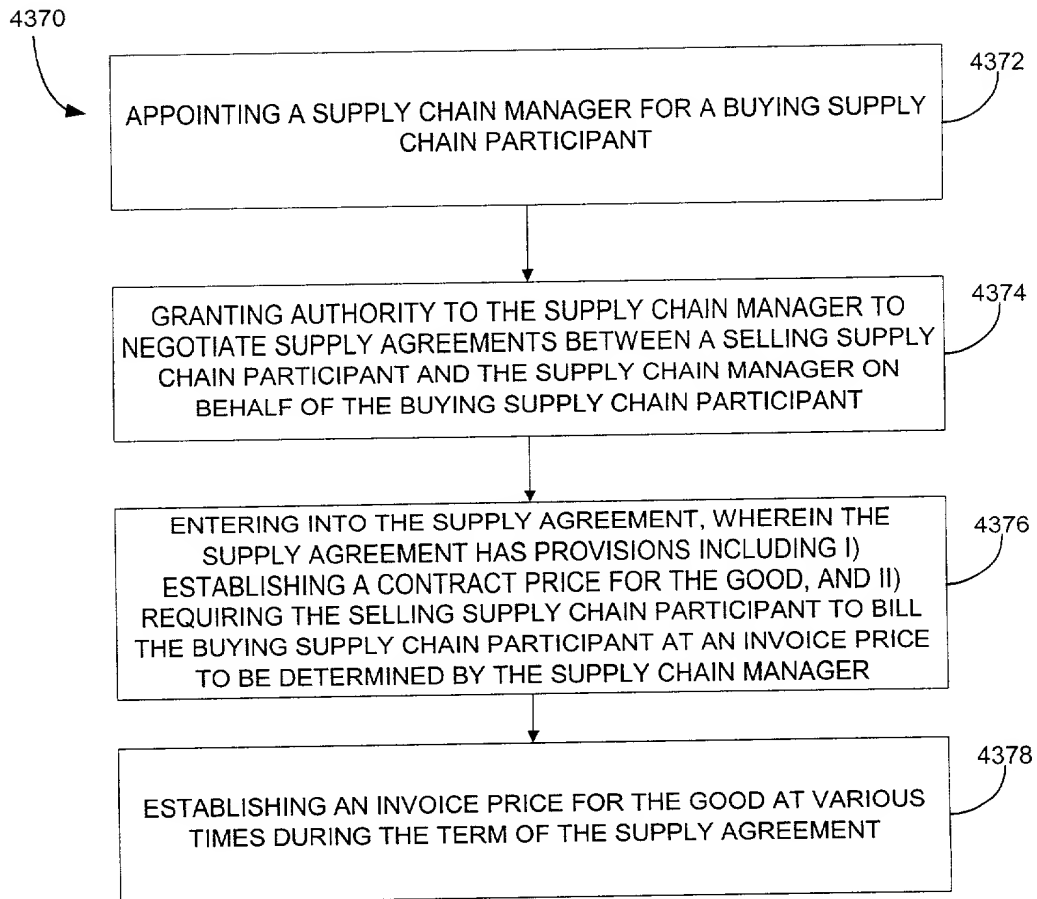 4370
4372
APPOINTING A SUPPLY CHAIN MANAGER FOR A BUYING SUPPLY
CHAIN PARTICIPANT
4374
GRANTING AUTHORITY TO THE SUPPLY CHAIN MANAGER TO
NEGOTIATE SUPPLY AGREEMENTS BETWEEN A SELLING SUPPLY
CHAIN PARTICIPANT AND THE SUPPLY CHAIN MANAGER ON
BEHALF OF THE BUYING SUPPLY CHAIN PARTICIPANT
4376
ENTERING INTO THE SUPPLY AGREEMENT, WHEREIN THE
SUPPLY AGREEMENT HAS PROVISIONS INCLUDING I)
ESTABLISHING A CONTRACT PRICE FOR THE GOOD, AND II)
REQUIRING THE SELLING SUPPLY CHAIN PARTICIPANT TO BILL
THE BUYING SUPPLY CHAIN PARTICIPANT AT AN INVOICE PRICE
TO BE DETERMINED BY THE SUPPLY CHAIN MANAGER
4378
ESTABLISHING AN INVOICE PRICE FOR THE GOOD AT VARIOUS
TIMES DURING THE TERM OF THE SUPPLY AGREEMENT